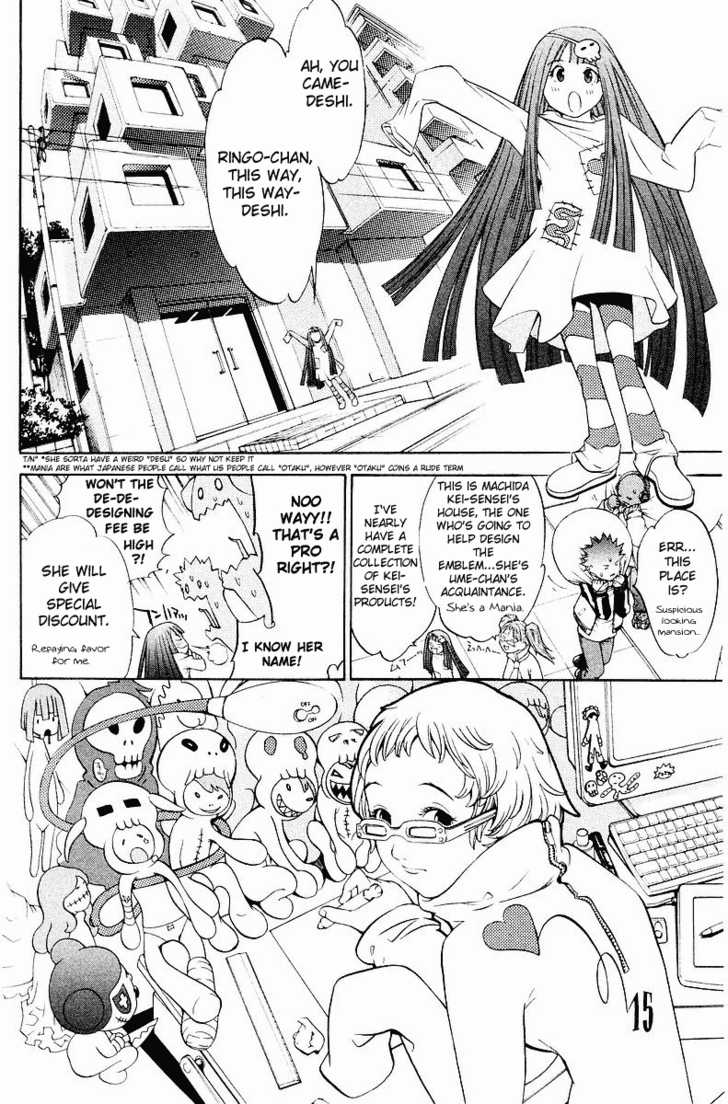 AH, YOU
CAME-
DESHI.
RINGO-CHAN,
THIS WAY,
THIS WAY-
DESHI.
T/N" *SHE SORTA HAVE A WEIRD "DESU" SO WHY NOT KEEP IT
**MANIA ARE WHAT JAPANESE PEOPLE CALL WHAT US PEOPLE CALL "OTAKU", HOWEVER "OTAKU" COINS A RUDE TERM
WON'T THE
DE-DE-
DESIGNING
FEE BE
HIGH
?!
NOO
WAYY!!
THAT'S A
PRO
RIGHT?!
SHE WILL
GIVE
SPECIAL
DISCOUNT.
Repaying favor
for me.
I KNOW HER
NAME!
I'VE
NEARLY
HAVE A
COMPLETE
COLLECTION
OF KEI-
SENSEI'S
PRODUCTS!
THIS IS MACHIDA
KEI-SENSEI'S
HOUSE, THE ONE
WHO'S GOING TO
HELP DESIGN
THE
EMBLEM...SHE'S
UME-CHAN'S
ACQUAINTANCE.
She's a Mania.
ERR...
THIS
PLACE
IS?
Suspicious
looking
mansion..
OFF
ON
15